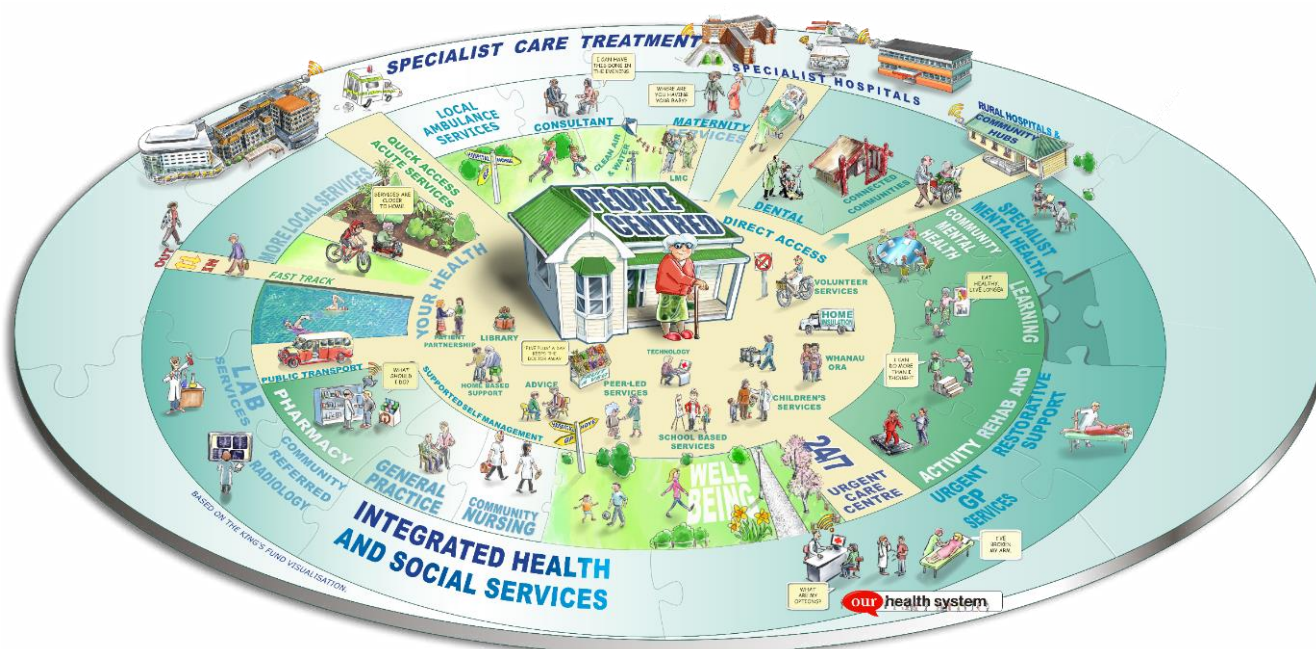 SPECIALIST CARE TREATMENT
SPECIALIST HOSPITALS
RURAL HOSPITALS &
COMMUNITY
HUBS
I CAN HAVE
THIS DONE IN
THE EVENING
WHERE ARE
YOU HAVING
YOUR BABY?
LOCAL
AMBULANCE
SERVICES
CONSULTANT
MATERNITY
SERVICES
QUICK ACCESS
ACUTE SERVICES
HOSPITAL
HOME
CLEAN AIR
& WATER
LMC
DENTAL
CONNECTED
COMMUNITIES
MORE LOCAL SERVICES
SERVICES ARE
CLOSER
TO HOME
PEOPLE
CENTRED
DIRECT ACCESS
COMMUNITY
MENTAL
HEALTH
SPECIALIST
MENTAL HEALTH
OUT
IN
FAST TRACK
YOUR HEALTH
VOLUNTEER
SERVICES
EAT
HEALTHY,
LIVE LONGER
LEARNING
PATIENT
PARTNERSHIP
LIBRARY
HOME
INSULATION
TECHNOLOGY
WHANAU
ORA
PUBLIC TRANSPORT
WHAT
SHOULD
I DO?
HOME BASED
SUPPORT
ADVICE
PEER-LED
SERVICES
CHILDREN'S
SERVICES
I CAN
DO MORE
THAN I
THOUGHT
SUPPORTED SELF MANAGEMENT
SCHOOL BASED
SERVICES
LAB
SERVICES
PHARMACY
GP
ACTIVITY REHAB AND
RESTORATIVE
SUPPORT
COMMUNITY
REFERRED
RADIOLOGY
GENERAL
PRACTICE
COMMUNITY
NURSING
WELL
BEING
24/7
URGENT
CARE
CENTRE
URGENT
GP
SERVICES
INTEGRATED HEALTH
AND SOCIAL SERVICES
BASED ON THE KING'S FUND VISUALISATION.
I'VE
BROKEN
MY ARM.
WHAT
ARE MY
OPTIONS?
our health system